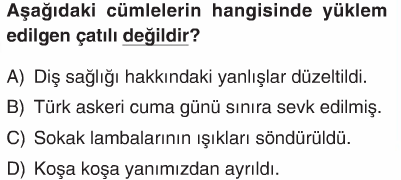 Aşağıdaki cümlelerin hangisinde yüklem
edilgen çatılı değildir?
A) Diş sağlığı hakkındaki yanlışlar düzeltildi.
B) Türk askeri cuma günü sınıra sevk edilmiş.
C) Sokak lambalarının ışıkları söndürüldü.
D) Koşa koşa yanımızdan ayrıldı.